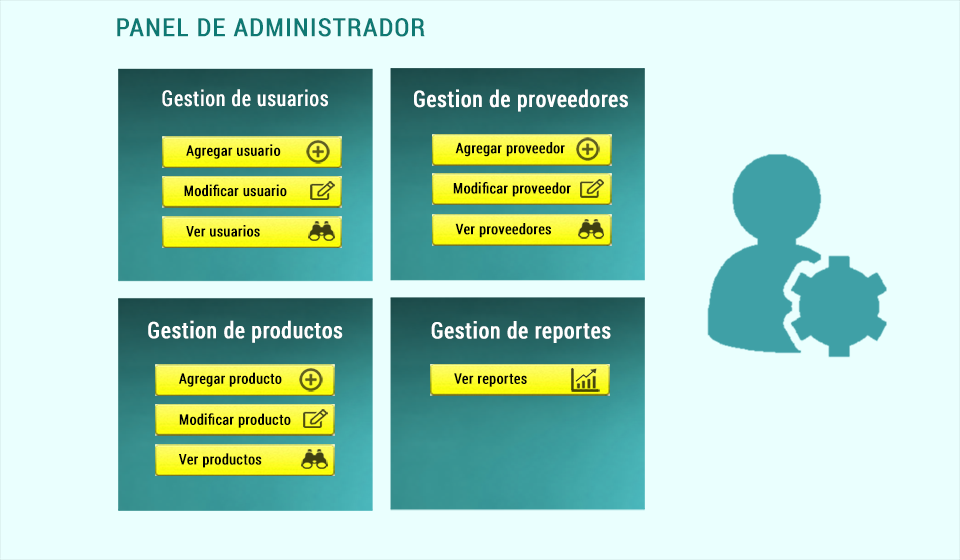 PANEL DE ADMINISTRADOR
Gestion de usuarios
Agregar usuario
Modificar usuario
Ver usuarios
Gestion de proveedores
Agregar proveedor
Modificar proveedor
Ver proveedores
Gestion de productos
Agregar producto
Modificar producto
Ver productos
Gestion de reportes
Ver reportes